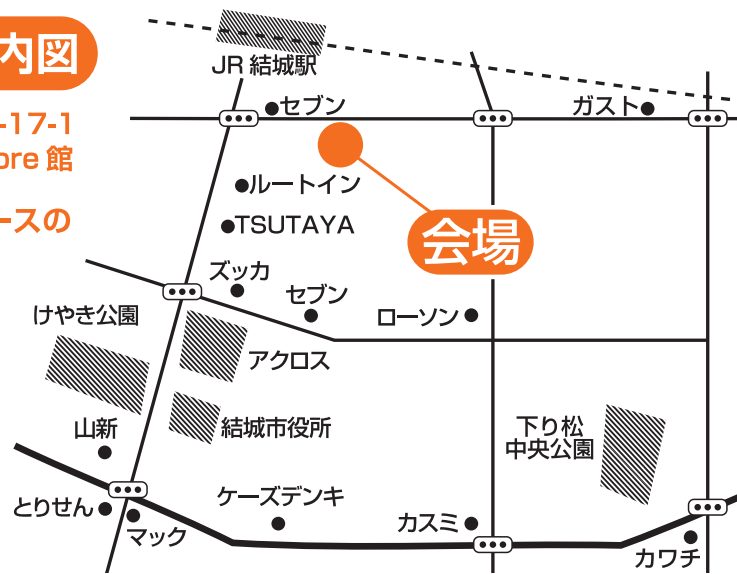 内図
-17-1
ore 館
ースの
JR 結城駅
セブン
ガスト
ルートイン
TSUTAYA
会場
ズッカ
セブン
ローソン
けやき公園
アクロス
山新
結城市役所
下り松
中央公園
ケーズデンキ
とりせん
マック
カスミ
カワチ